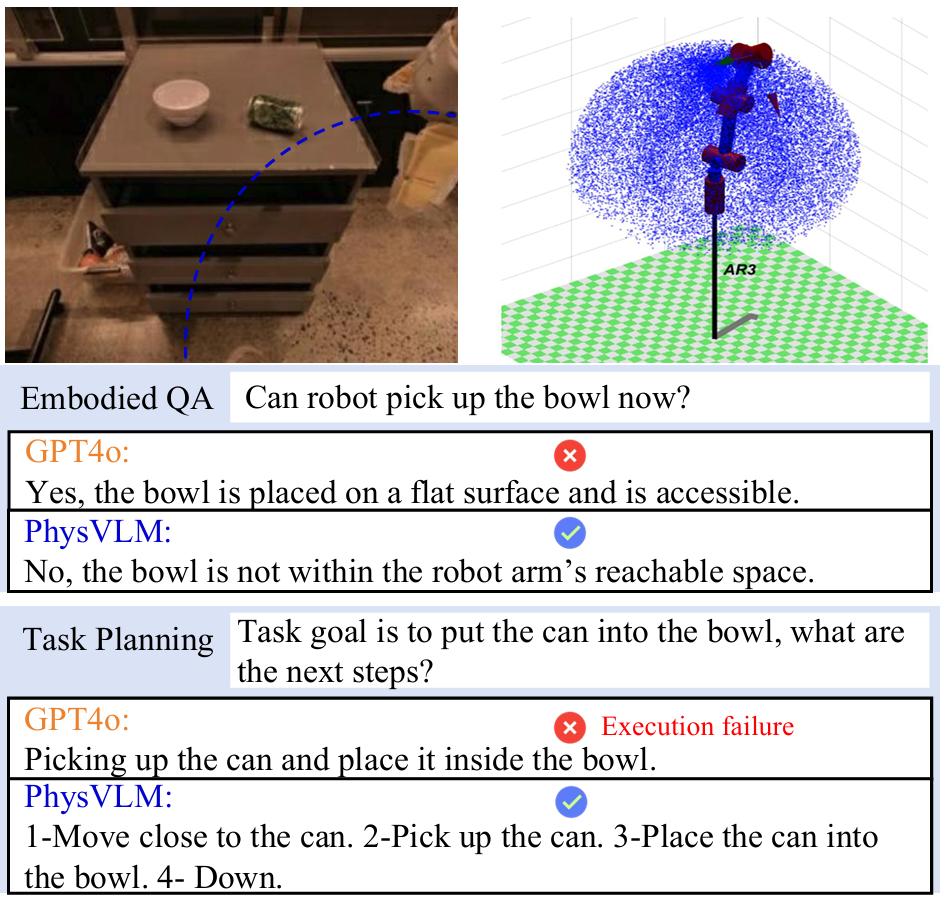 AR3
Embodied QA
Can robot pick up the bowl now?
GPT4o:
Yes, the bowl is placed on a flat surface and is accessible.
PhysVLM:
No, the bowl is not within the robot arm's reachable space.
Task Planning
Task goal is to put the can into the bowl, what are
the next steps?
GPT4o:
Execution failure
Picking up the can and place it inside the bowl.
PhysVLM:
1-Move close to the can. 2-Pick up the can. 3-Place the can into
the bowl. 4- Down.